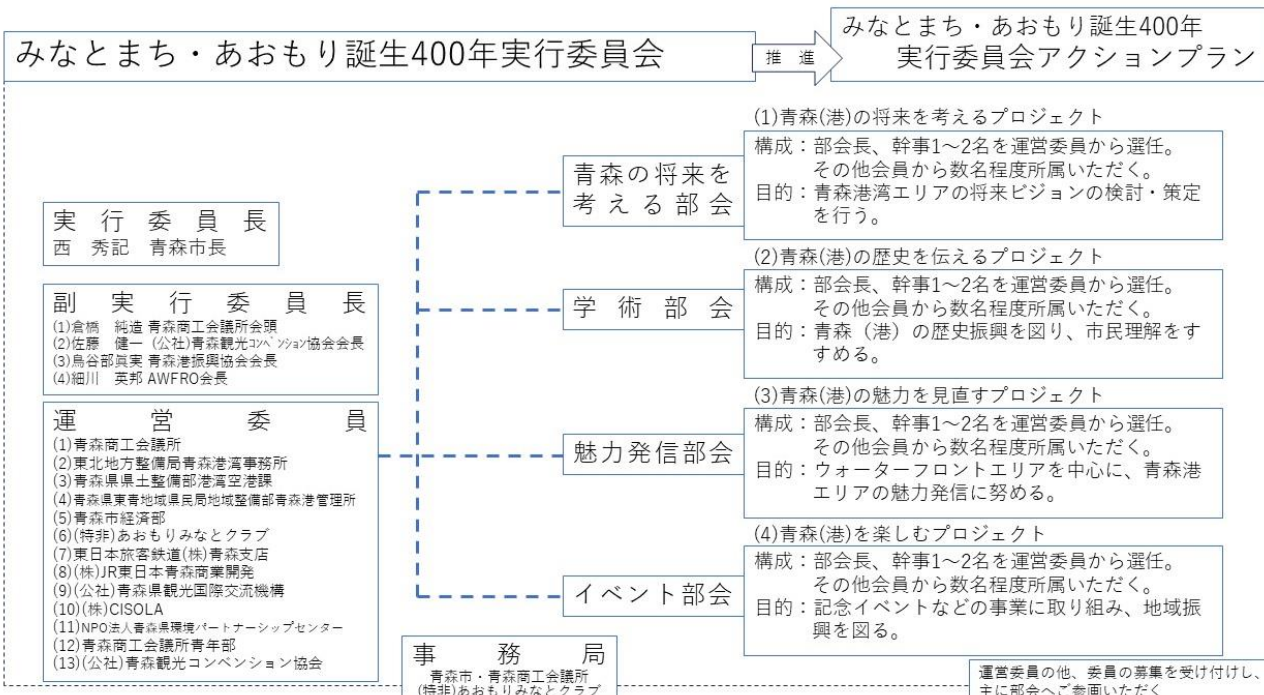 みなとまち・あおもり誕生400年実行委員会
推 進
みなとまち・あおもり誕生400年
実行委員会アクションプラン
実 行 委 員 長
西 秀記 青森市長
副 実 行 委 員 長
(1)倉橋 純造 青森商工会議所会頭
(2)佐藤 健一 (公社)青森観光コンベンション協会会長
(3)鳥谷部眞実 青森港振興協会会長
(4)細川 英邦 AWFRO会長
運 営 委 員
(1)青森商工会議所
(2)東北地方整備局青森港湾事務所
(3)青森県県土整備部港湾空港課
(4)青森県東青地域県民局地域整備部青森港管理所
(5)青森市経済部
(6)(特非)あおもりみなとクラブ
(7)東日本旅客鉄道(株)青森支店
(8)(株)JR東日本青森商業開発
(9)(公社)青森県観光国際交流機構
(10)(株)CISOLA
(11)NPO法人青森県環境パートナーシップセンター
(12)青森商工会議所青年部
(13)(公社)青森観光コンベンション協会
青森の将来を
考える部会
(1)青森(港)の将来を考えるプロジェクト
構成：部会長、幹事1～2名を運営委員から選任。
その他会員から数名程度所属いただく。
目的：青森港湾エリアの将来ビジョンの検討・策定
を行う。
学 術 部 会
(2)青森(港)の歴史を伝えるプロジェクト
構成：部会長、幹事1～2名を運営委員から選任。
その他会員から数名程度所属いただく。
目的：青森（港）の歴史振興を図り、市民理解をす
すめる。
魅力発信部会
(3)青森(港)の魅力を見直すプロジェクト
構成：部会長、幹事1～2名を運営委員から選任。
その他会員から数名程度所属いただく。
目的：ウォーターフロントエリアを中心に、青森港
エリアの魅力発信に努める。
イベント部会
(4)青森(港)を楽しむプロジェクト
構成：部会長、幹事1～2名を運営委員から選任。
その他会員から数名程度所属いただく。
目的：記念イベントなどの事業に取り組み、地域振
興を図る。
事 務 局
青森市・青森商工会議所
(特非)あおもりみなとクラブ
運営委員の他、委員の募集を受け付けし、
主に部会へご参画いただく